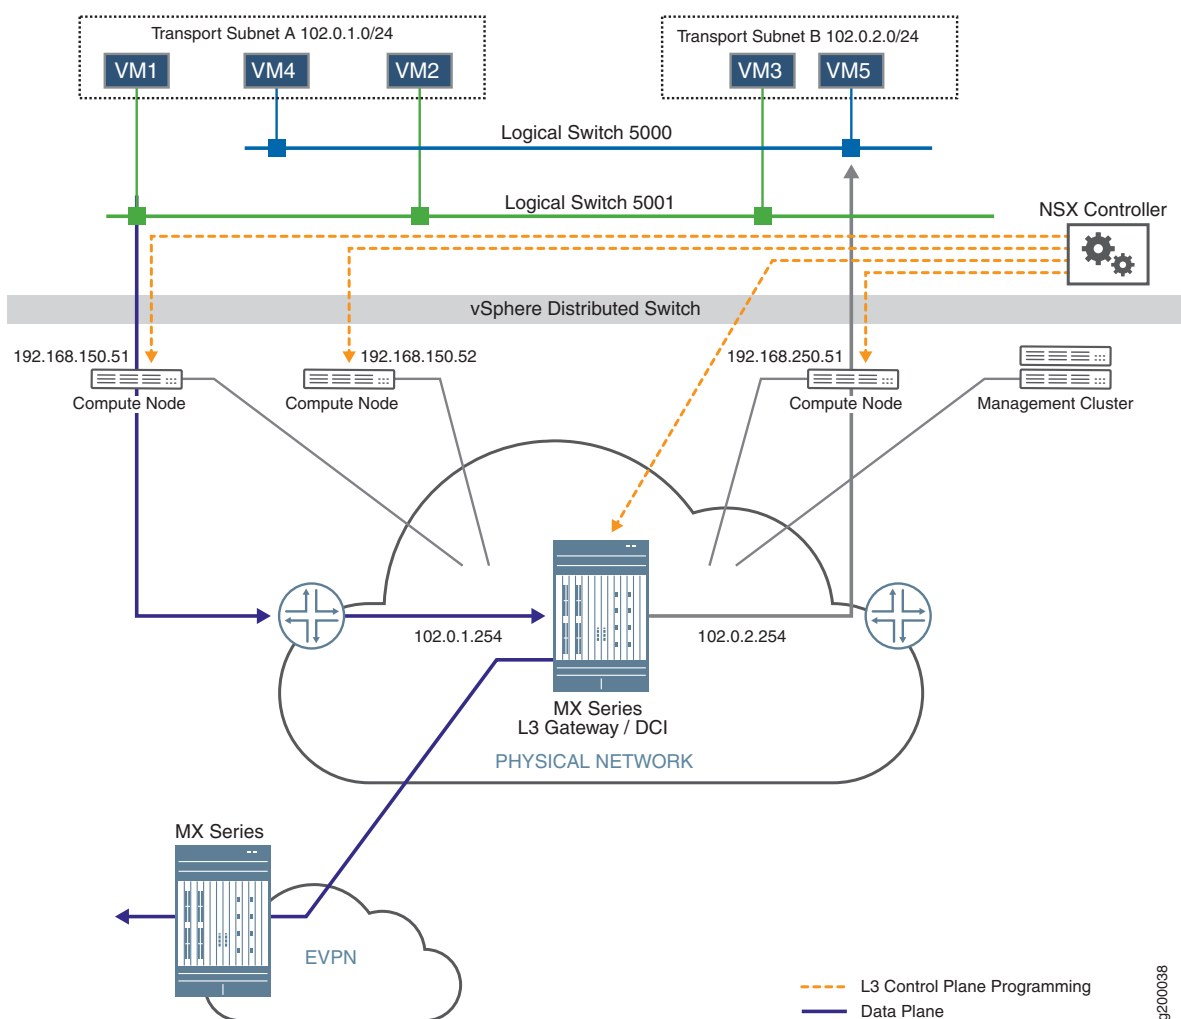 Transport Subnet A 102.0.1.0/24
Transport Subnet B 102.0.2.0/24
VM1
VM4
VM2
VM3
VM5
Logical Switch 5000
Logical Switch 5001
NSX Controller
vSphere Distributed Switch
192.168.150.51
192.168.150.52
192.168.250.51
Compute Node
Compute Node
Compute Node
Management Cluster
102.0.1.254
102.0.2.254
MX Series
L3 Gateway / DCI
PHYSICAL NETWORK
MX Series
EVPN
L3 Control Plane Programming
Data Plane
g200038